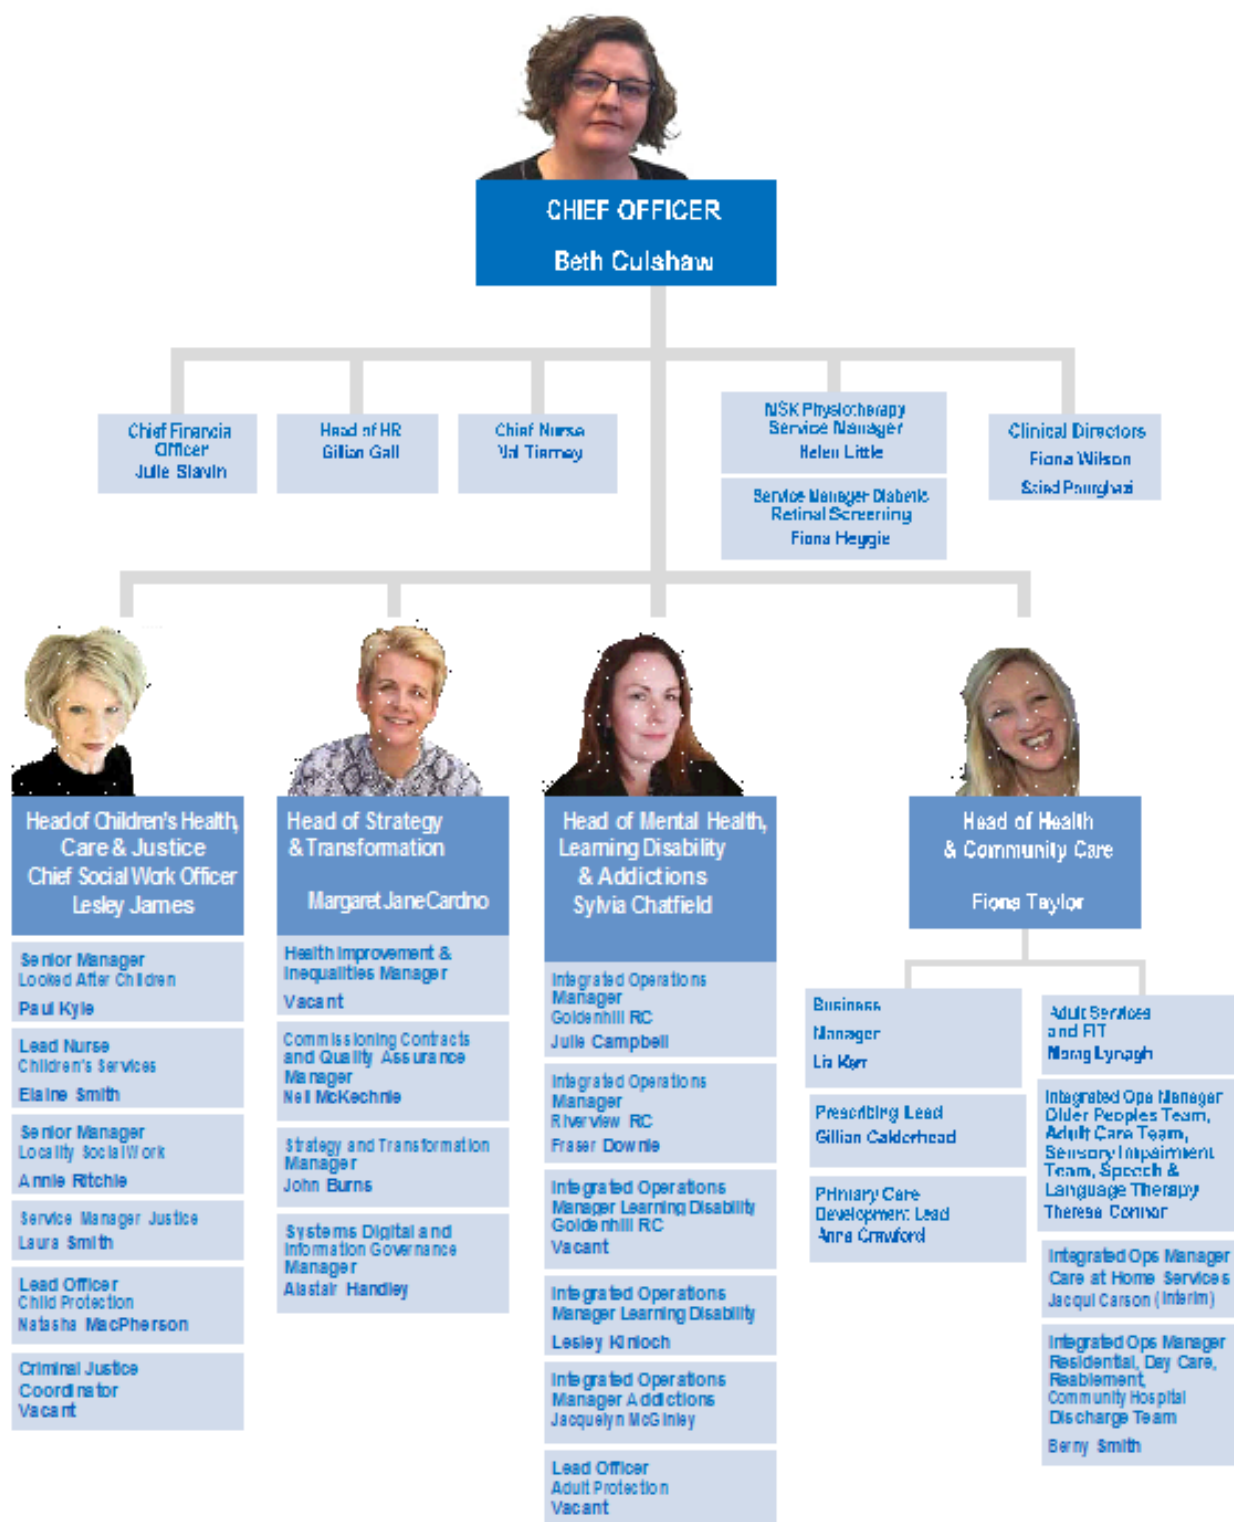 CHIEF OFFICER
Beth Culshaw
Chief Financia
Officer
Julie Slavin
Head of HR
Gillian Gall
Chief Nurse
Val Tierney
MSK Physiotherapy
Service Manager
Helen Little
Service Manager Diabetic
Retinal Screening
Fiona Heggie
Clinical Directors
Fiona Wilson
Saied Pourghazi
Head of Children's Health,
Care & Justice
Chief Social Work Officer
Lesley James
Senior Manager
Looked After Children
Paul Kyle
Lead Nurse
Children's Services
Elaine Smith
Senior Manager
Locality Social Work
Annie Ritchie
Service Manager Justice
Laura Smith
Lead Officer
Child Protection
Natasha MacPherson
Criminal Justice
Coordinator
Vacant
Head of Strategy
& Transformation
Margaret Jane Cardno
Health Improvement &
Inequalities Manager
Vacant
Commissioning Contracts
and Quality Assurance
Manager
Neil McKechnie
Strategy and Transformation
Manager
John Burns
Systems Digital and
Information Governance
Manager
Alastair Handley
Head of Mental Health,
Learning Disability
& Addictions
Sylvia Chatfield
Integrated Operations
Manager
Goldenhill RC
Julie Campbell
Integrated Operations
Manager
Riverview RC
Fraser Downie
Integrated Operations
Manager Learning Disability
Goldenhill RC
Vacant
Integrated Operations
Manager Learning Disability
Lesley Kinloch
Integrated Operations
Manager Addictions
Jacquelyn McGinley
Lead Officer
Adult Protection
Vacant
Head of Health
& Community Care
Fiona Taylor
Business
Manager
Lia Kerr
Prescribing Lead
Gillian Calderhead
Primary Care
Development Lead
Anna Crawford
Adult Services
and FIT
Morag Lynagh
Integrated Ops Manager
Older Peoples Team,
Adult Care Team,
Sensory Impairment
Team, Speech &
Language Therapy
Theresa Connor
Integrated Ops Manager
Care at Home Services
Jacqui Carson (Interim)
Integrated Ops Manager
Residential, Day Care,
Reablement,
Community Hospital
Discharge Team
Berny Smith